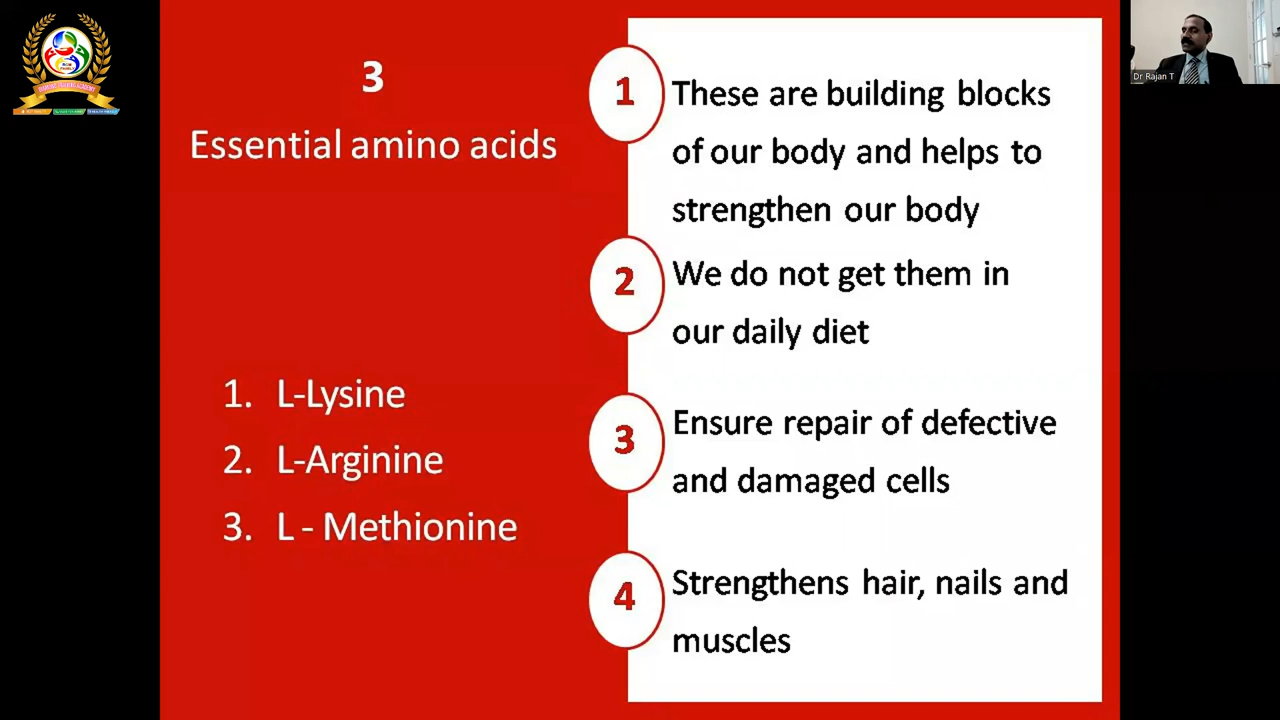 3
Essential amino acids
1. L-Lysine
2. L-Arginine
3. L - Methionine
1
These are building blocks
of our body and helps to
strengthen our body
2
We do not get them in
our daily diet
3
Ensure repair of defective
and damaged cells
4
Strengthens hair, nails and
muscles
Dr Rajan T